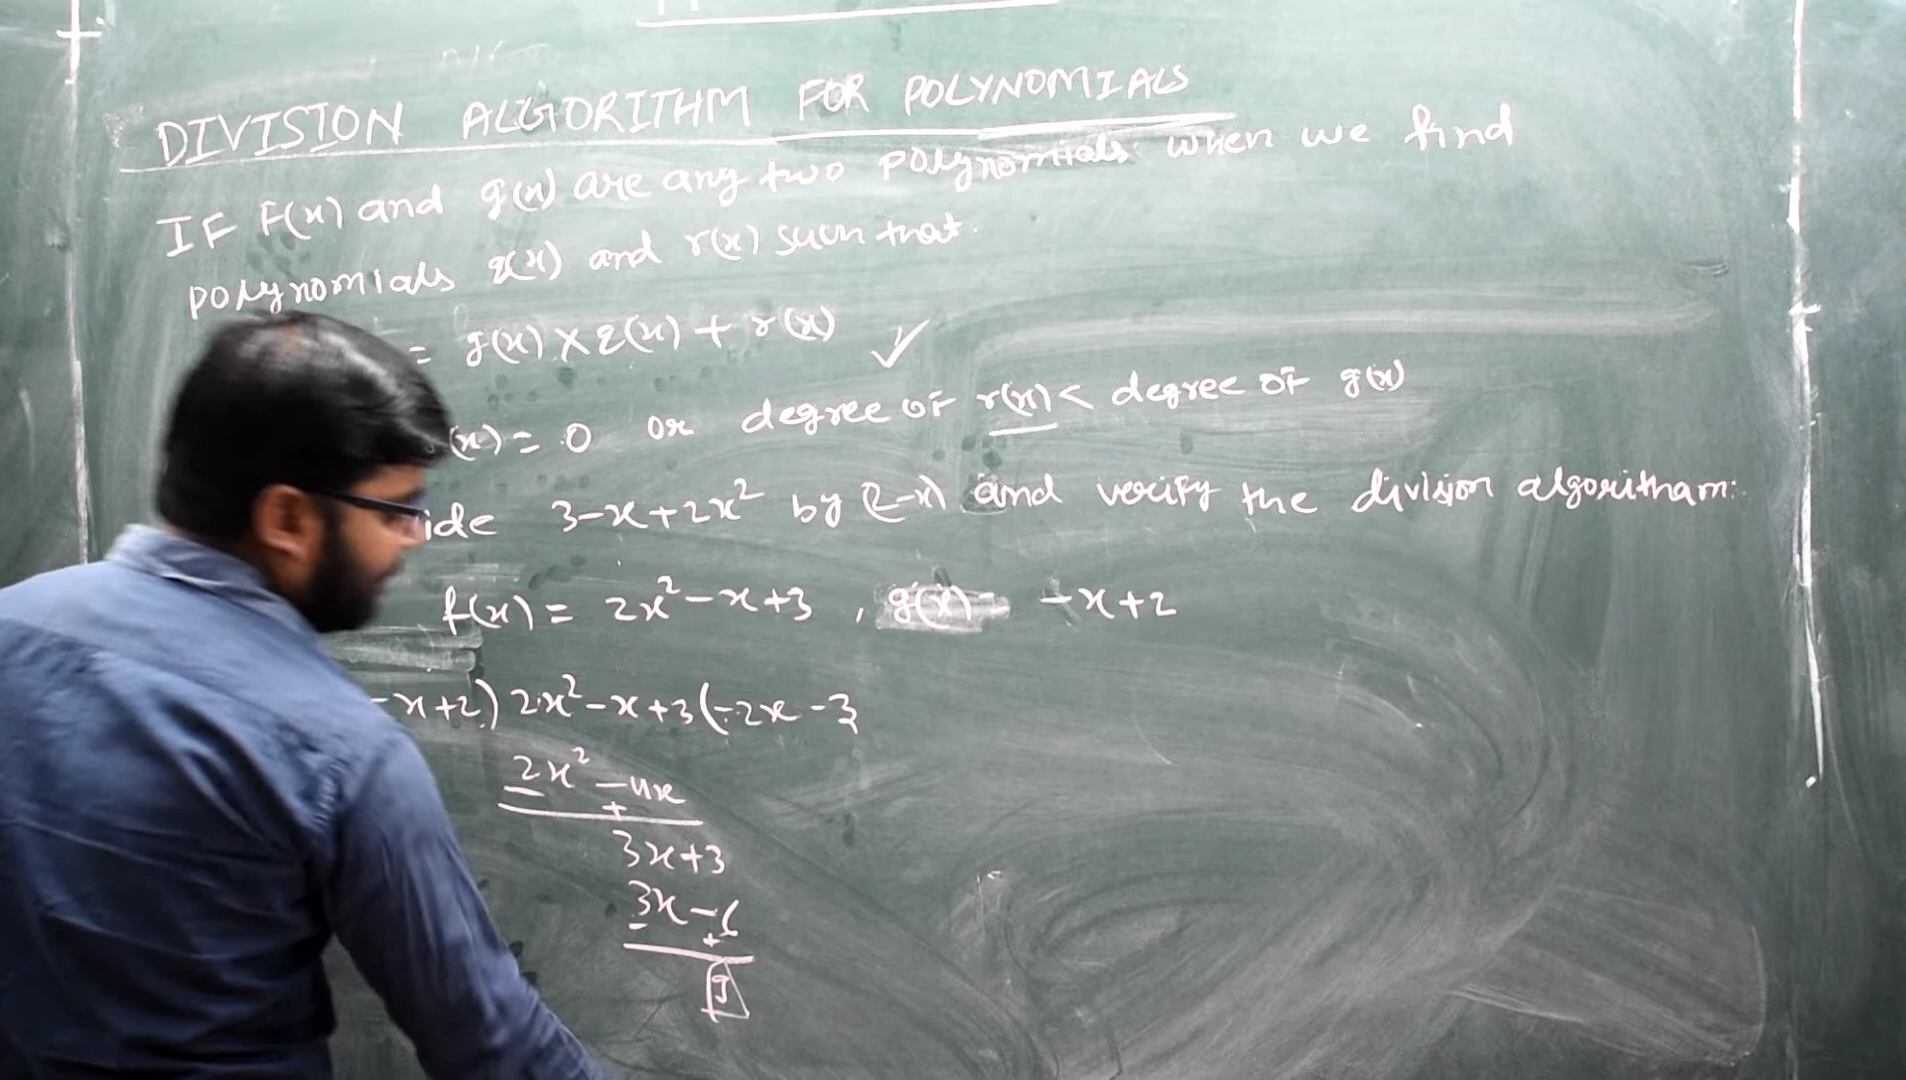 DIVISION ALGORITHM FOR POLYNOMIALS
IF F(x) and g(x) are any two polynomials when we find
polynomials q(x) and r(x) such that.
= g(x) × q(x) + r(x) ✓
(x) = 0 or degree of r(x) < degree of g(x)
ide 3-x+2x² by (2-x) and verify the division algoritham:
f(x) = 2x²-x+3 , g(x)= -x+2
-x+2) 2x²-x+3 (-2x-3
2x²-4x
- +
3x+3
3x-6
- +
9